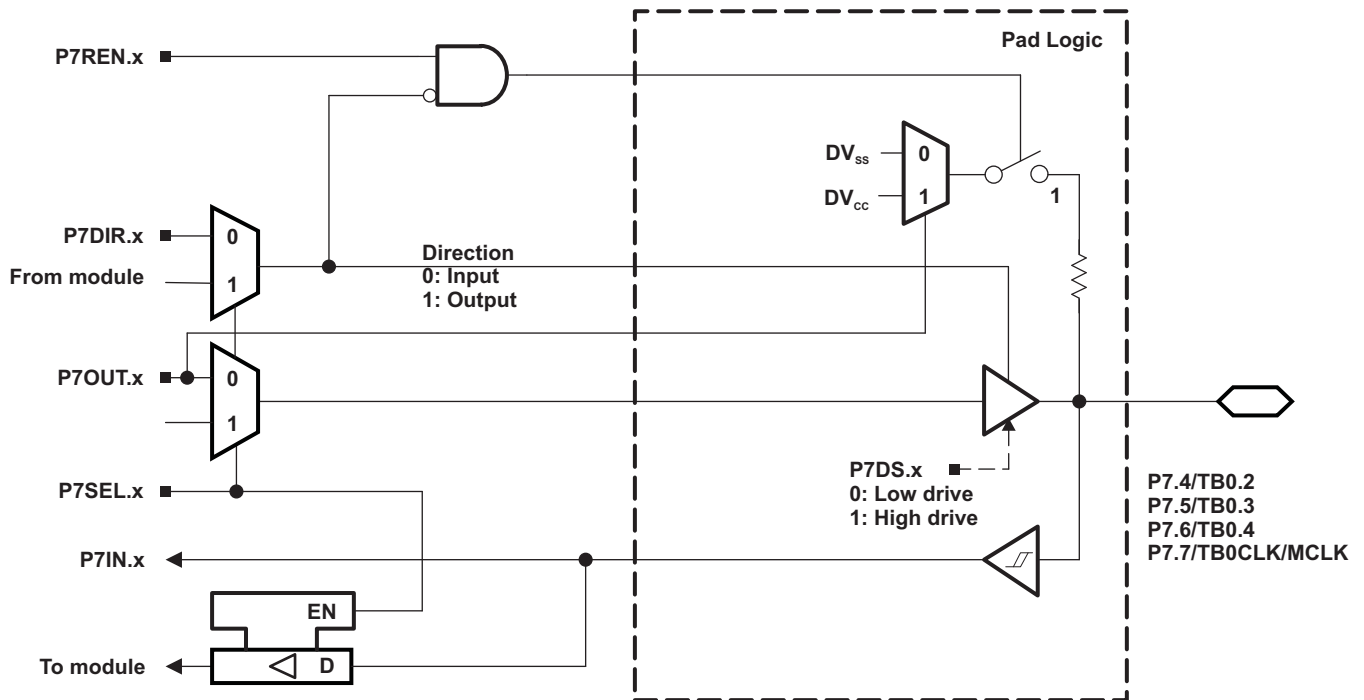 Pad Logic
P7REN.x
DVSS
0
DVCC
1
1
P7DIR.x
0
From module
1
Direction
0: Input
1: Output
P7OUT.x
0
1
P7DS.x
0: Low drive
1: High drive
P7SEL.x
P7.4/TB0.2
P7.5/TB0.3
P7.6/TB0.4
P7.7/TB0CLK/MCLK
P7IN.x
EN
To module
D